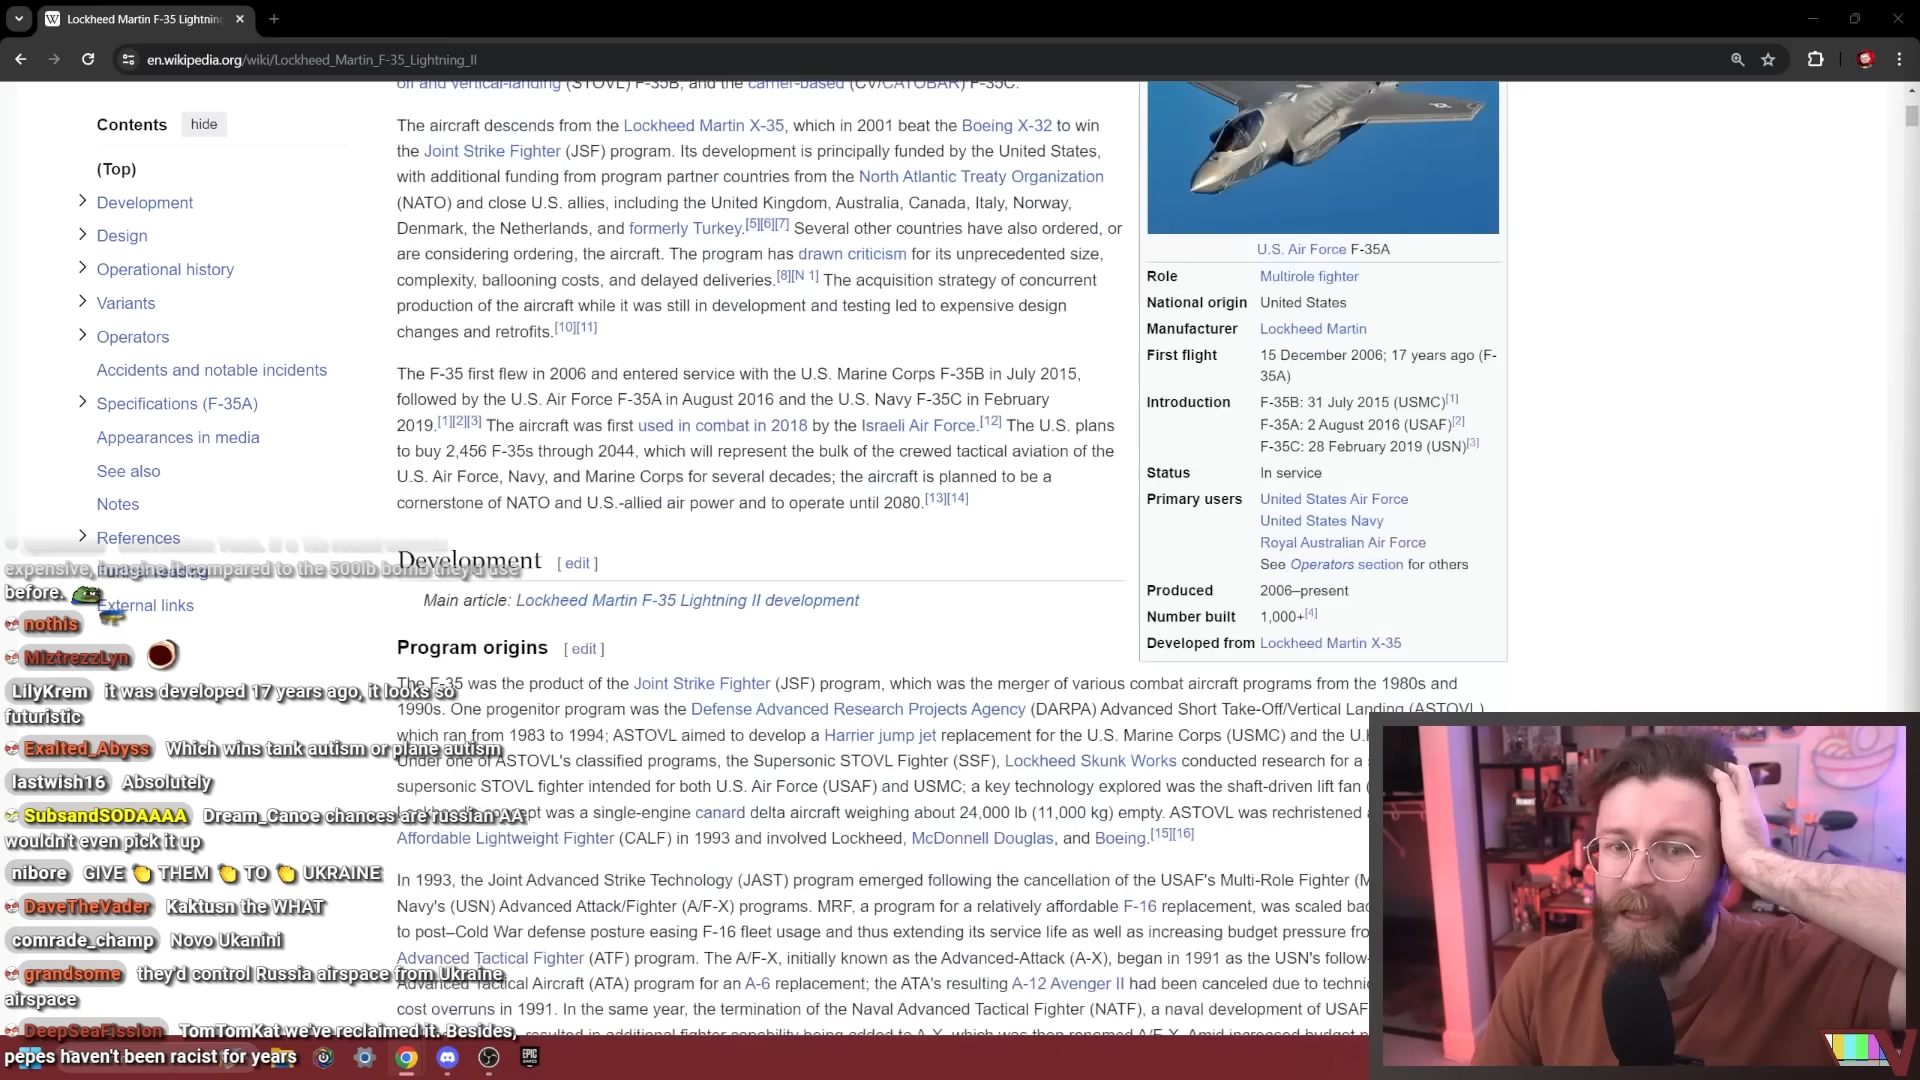 Lockheed Martin F-35 Lightnin
en.wikipedia.org/wiki/Lockheed_Martin_F-35_Lightning_II
Contents hide
(Top)
Development
Design
Operational history
Variants
Operators
Accidents and notable incidents
Specifications (F-35A)
Appearances in media
See also
Notes
References
Further reading
External links
off and vertical-landing (STOVL) F-35B, and the carrier-based (CV/CATOBAR) F-35C.
The aircraft descends from the Lockheed Martin X-35, which in 2001 beat the Boeing X-32 to win
the Joint Strike Fighter (JSF) program. Its development is principally funded by the United States,
with additional funding from program partner countries from the North Atlantic Treaty Organization
(NATO) and close U.S. allies, including the United Kingdom, Australia, Canada, Italy, Norway,
Denmark, the Netherlands, and formerly Turkey.[5][6][7] Several other countries have also ordered, or
are considering ordering, the aircraft. The program has drawn criticism for its unprecedented size,
complexity, ballooning costs, and delayed deliveries.[8][N 1] The acquisition strategy of concurrent
production of the aircraft while it was still in development and testing led to expensive design
changes and retrofits.[10][11]
The F-35 first flew in 2006 and entered service with the U.S. Marine Corps F-35B in July 2015,
followed by the U.S. Air Force F-35A in August 2016 and the U.S. Navy F-35C in February
2019.[1][2][3] The aircraft was first used in combat in 2018 by the Israeli Air Force.[12] The U.S. plans
to buy 2,456 F-35s through 2044, which will represent the bulk of the crewed tactical aviation of the
U.S. Air Force, Navy, and Marine Corps for several decades; the aircraft is planned to be a
cornerstone of NATO and U.S.-allied air power and to operate until 2080.[13][14]
Development [ edit ]
Main article: Lockheed Martin F-35 Lightning II development
Program origins [ edit ]
The F-35 was the product of the Joint Strike Fighter (JSF) program, which was the merger of various combat aircraft programs from the 1980s and
1990s. One progenitor program was the Defense Advanced Research Projects Agency (DARPA) Advanced Short Take-Off/Vertical Landing (ASTOVL)
which ran from 1983 to 1994; ASTOVL aimed to develop a Harrier jump jet replacement for the U.S. Marine Corps (USMC) and the U.
Under one of ASTOVL's classified programs, the Supersonic STOVL Fighter (SSF), Lockheed Skunk Works conducted research for a
supersonic STOVL fighter intended for both U.S. Air Force (USAF) and USMC; a key technology explored was the shaft-driven lift fan (
Lockheed's concept was a single-engine canard delta aircraft weighing about 24,000 lb (11,000 kg) empty. ASTOVL was rechristened
Affordable Lightweight Fighter (CALF) in 1993 and involved Lockheed, McDonnell Douglas, and Boeing.[15][16]
In 1993, the Joint Advanced Strike Technology (JAST) program emerged following the cancellation of the USAF's Multi-Role Fighter (M
Navy's (USN) Advanced Attack/Fighter (A/F-X) programs. MRF, a program for a relatively affordable F-16 replacement, was scaled bac
to post–Cold War defense posture easing F-16 fleet usage and thus extending its service life as well as increasing budget pressure fro
Advanced Tactical Fighter (ATF) program. The A/F-X, initially known as the Advanced-Attack (A-X), began in 1991 as the USN's follow-
Advanced Tactical Aircraft (ATA) program for an A-6 replacement; the ATA's resulting A-12 Avenger II had been canceled due to technic
cost overruns in 1991. In the same year, the termination of the Naval Advanced Tactical Fighter (NATF), a naval development of USAF
resulted in additional fighter capability being added to A-X, which was then renamed A/F-X. Amid increased budget p
U.S. Air Force F-35A
Role Multirole fighter
National origin United States
Manufacturer Lockheed Martin
First flight 15 December 2006; 17 years ago (F-
35A)
Introduction F-35B: 31 July 2015 (USMC)[1]
F-35A: 2 August 2016 (USAF)[2]
F-35C: 28 February 2019 (USN)[3]
Status In service
Primary users United States Air Force
United States Navy
Royal Australian Air Force
See Operators section for others
Produced 2006–present
Number built 1,000+[4]
Developed from Lockheed Martin X-35
expensive, imagine it compared to the 500lb bomb they'd use
before.
nothis
MiztrezzLyn
LilyKrem it was developed 17 years ago, it looks so
futuristic
Exalted_Abyss Which wins tank autism or plane autism
lastwish16 Absolutely
SubsandSODAAAA Dream_Canoe chances are russian AA
wouldn't even pick it up
nibore GIVE 👏 THEM 👏 TO 👏 UKRAINE
DaveTheVader Kaktusn the WHAT
comrade_champ Novo Ukanini
grandsome they'd control Russia airspace from Ukraine
airspace
DeepSeaFission TomTomKat we've reclaimed it. Besides,
pepes haven't been racist for years
EPIC